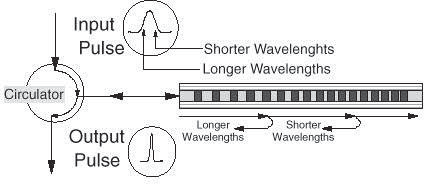 Input
Pulse
Shorter Wavelenghts
Longer Wavelengths
Circulator
Output
Pulse
Longer
Wavelengths
Shorter
Wavelengths